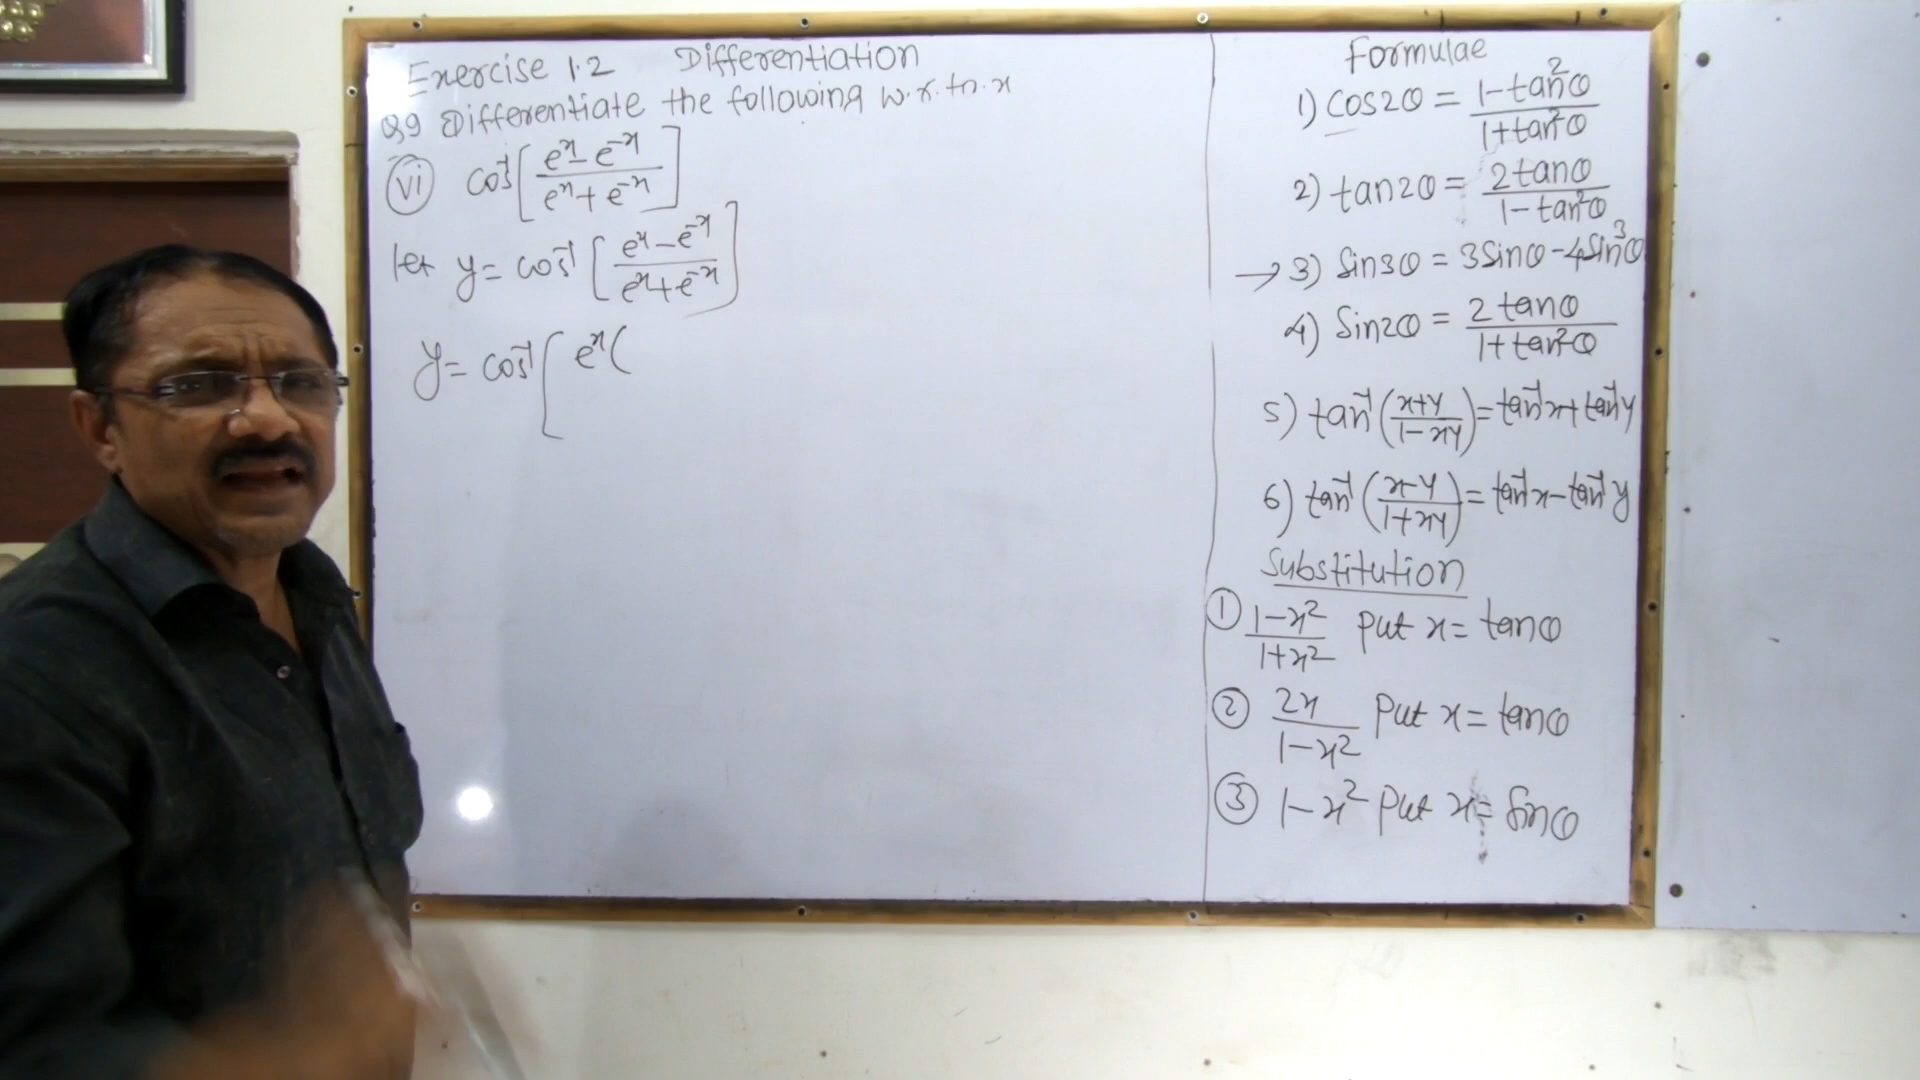 Exercise 1.2 Differentiation
Q9 Differentiate the following w.r.to.x
(vi) cos⁻¹[(eˣ - e⁻ˣ)/(eˣ + e⁻ˣ)]
let y = cos⁻¹[(eˣ - e⁻ˣ)/(eˣ + e⁻ˣ)]
y = cos⁻¹[ eˣ(
Formulae
1) cos2θ = (1 - tan²θ)/(1 + tan²θ)
2) tan2θ = 2tanθ/(1 - tan²θ)
→ 3) Sin3θ = 3Sinθ - 4Sin³θ
4) Sin2θ = 2tanθ/(1 + tan²θ)
5) tan⁻¹((x+y)/(1-xy)) = tan⁻¹x + tan⁻¹y
6) tan⁻¹((x-y)/(1+xy)) = tan⁻¹x - tan⁻¹y
Substitution
① (1-x²)/(1+x²) Put x = tanθ
② 2x/(1-x²) Put x = tanθ
③ 1-x² Put x = Sinθ